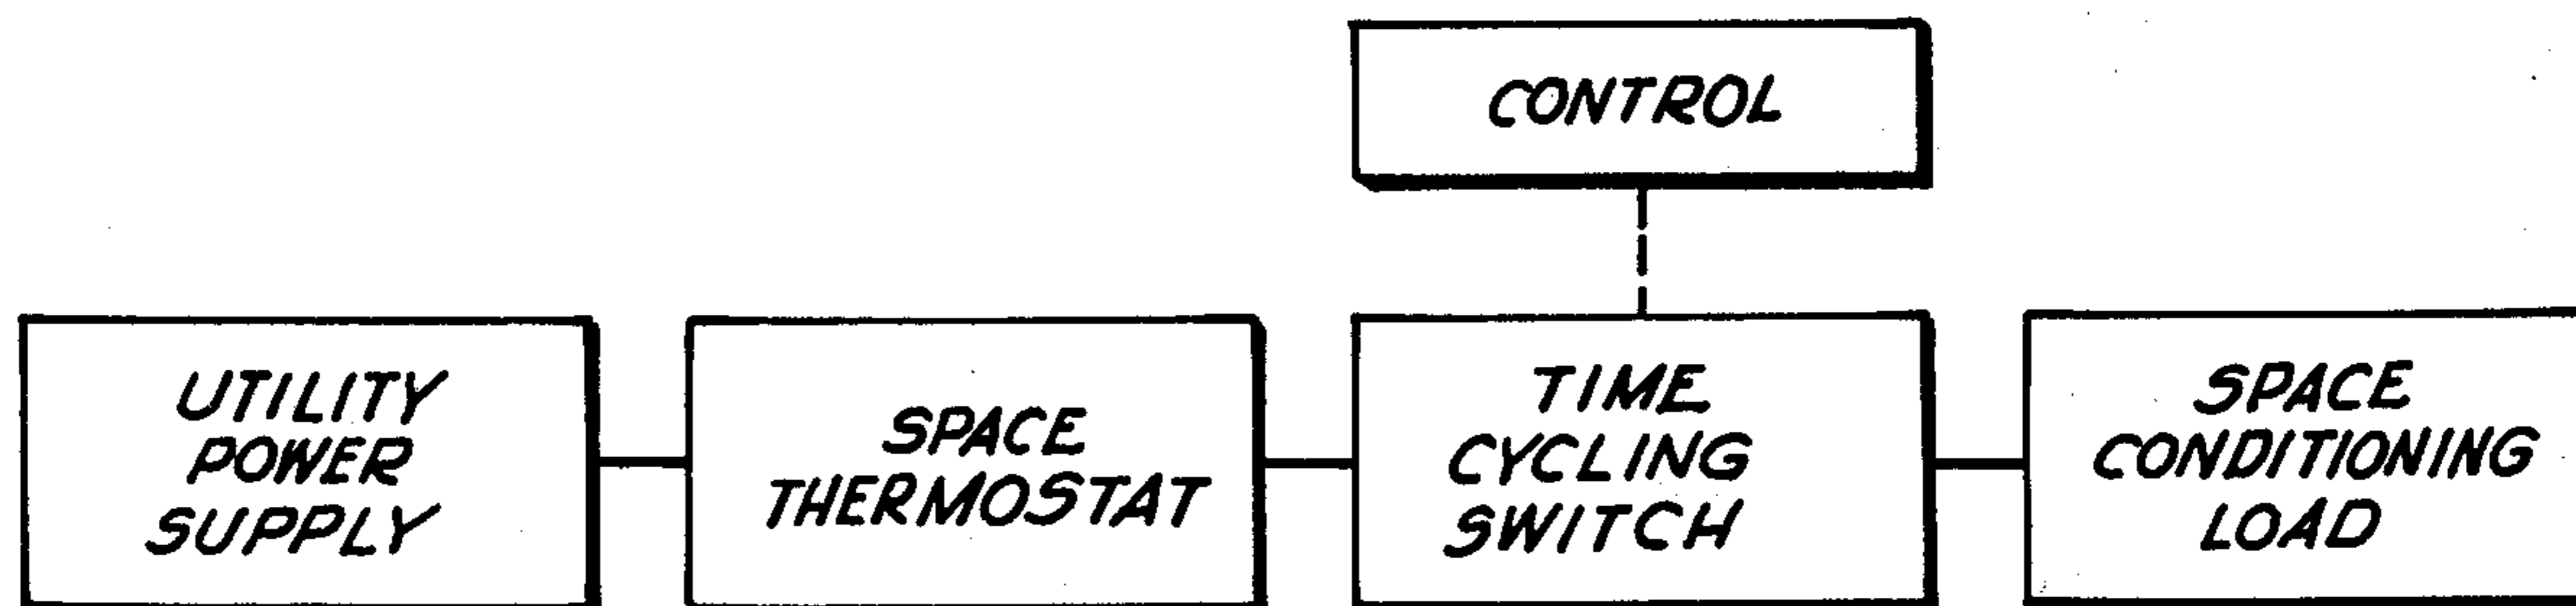 CONTROL
UTILITY
POWER
SUPPLY
SPACE
THERMOSTAT
TIME
CYCLING
SWITCH
SPACE
CONDITIONING
LOAD